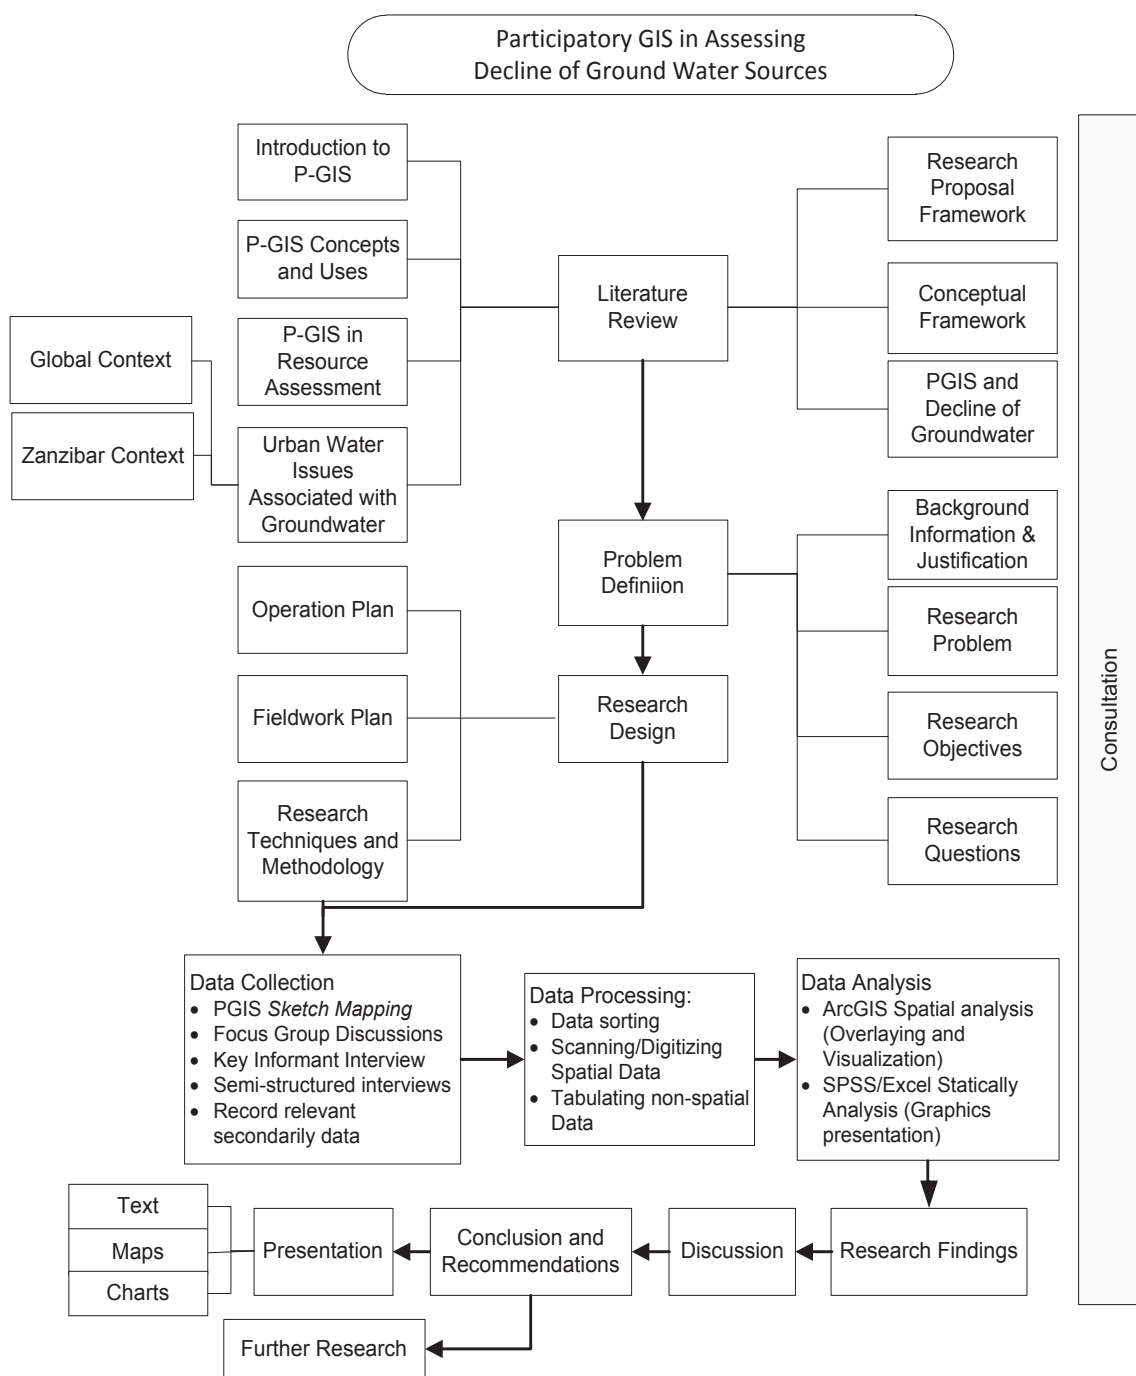 Participatory GIS in Assessing
Decline of Ground Water Sources
Introduction to
P-GIS
P-GIS Concepts
and Uses
P-GIS in
Resource
Assessment
Urban Water
Issues
Associated with
Groundwater
Global Context
Zanzibar Context
Literature
Review
Research
Proposal
Framework
Conceptual
Framework
PGIS and
Decline of
Groundwater
Problem
Definiion
Background
Information &
Justification
Research
Problem
Research
Objectives
Research
Questions
Operation Plan
Fieldwork Plan
Research
Techniques and
Methodology
Research
Design
Consultation
Data Collection
• PGIS Sketch Mapping
• Focus Group Discussions
• Key Informant Interview
• Semi-structured interviews
• Record relevant
secondarily data
Data Processing:
• Data sorting
• Scanning/Digitizing
Spatial Data
• Tabulating non-spatial
Data
Data Analysis
• ArcGIS Spatial analysis
(Overlaying and
Visualization)
• SPSS/Excel Statically
Analysis (Graphics
presentation)
Research Findings
Discussion
Conclusion and
Recommendations
Presentation
Text
Maps
Charts
Further Research